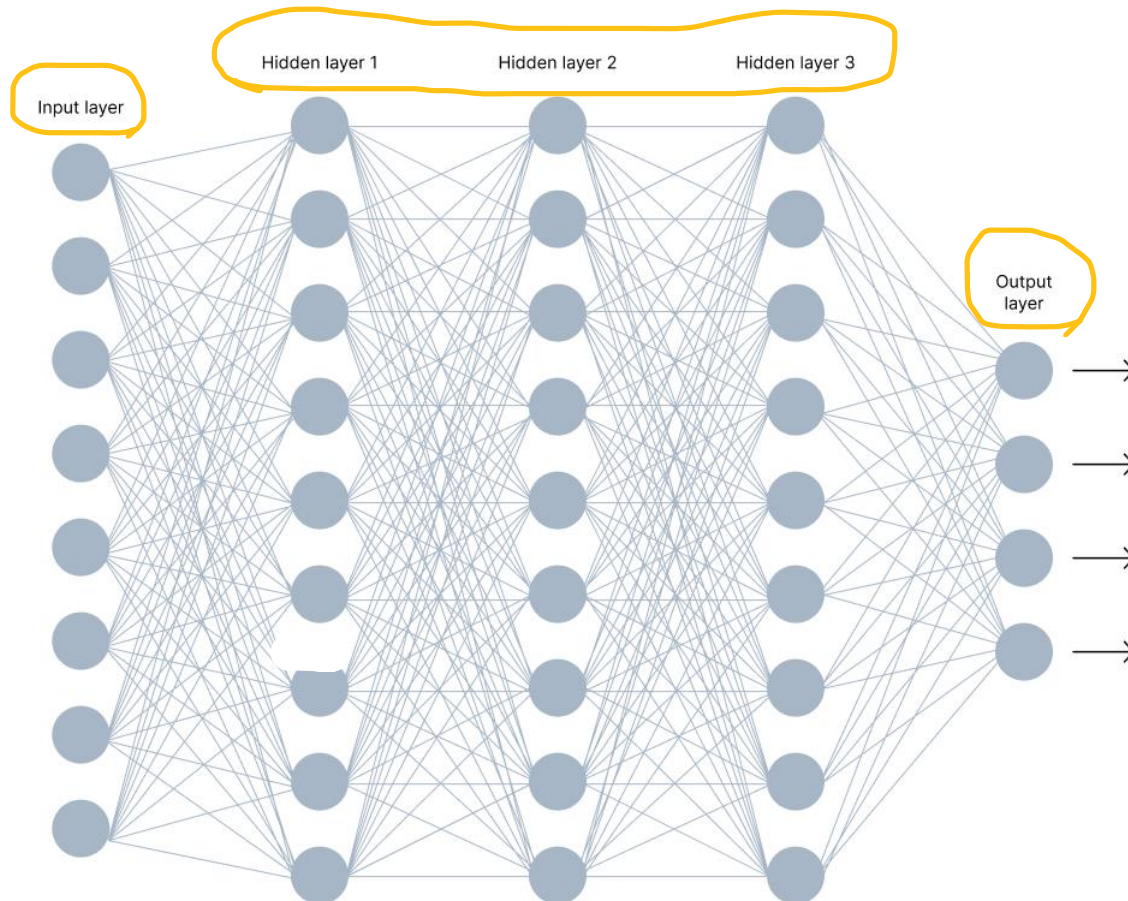 Hidden layer 1
Hidden layer 2
Hidden layer 3
Input layer
Output
layer